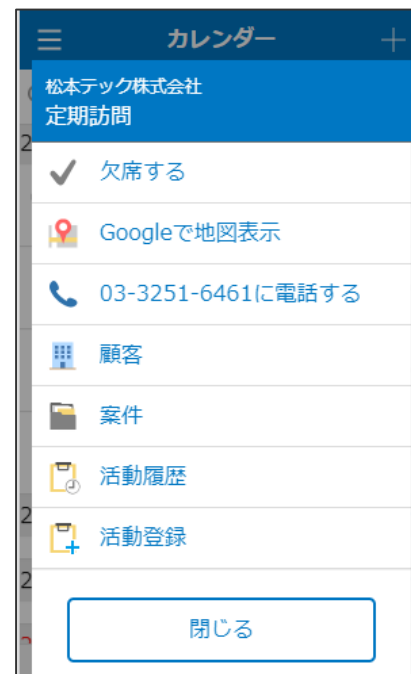 カレンダー
松本テック株式会社
定期訪問
欠席する
Googleで地図表示
03-3251-6461に電話する
顧客
案件
活動履歴
活動登録
閉じる